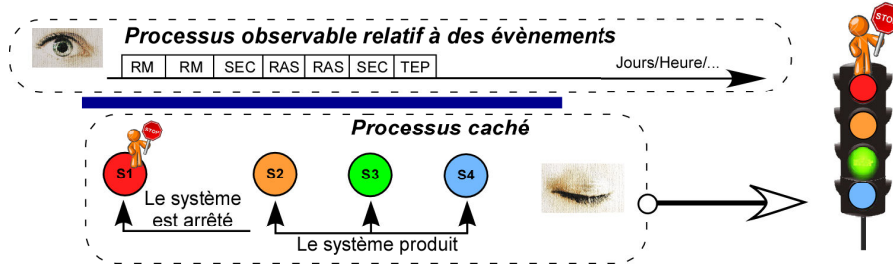 Processus observable relatif à des évènements
STOP
RM RM SEC RAS RAS SEC TEP
Jours/Heure/...
Processus caché
STOP
S1 S2 S3 S4
Le système
est arrêté
Le système produit